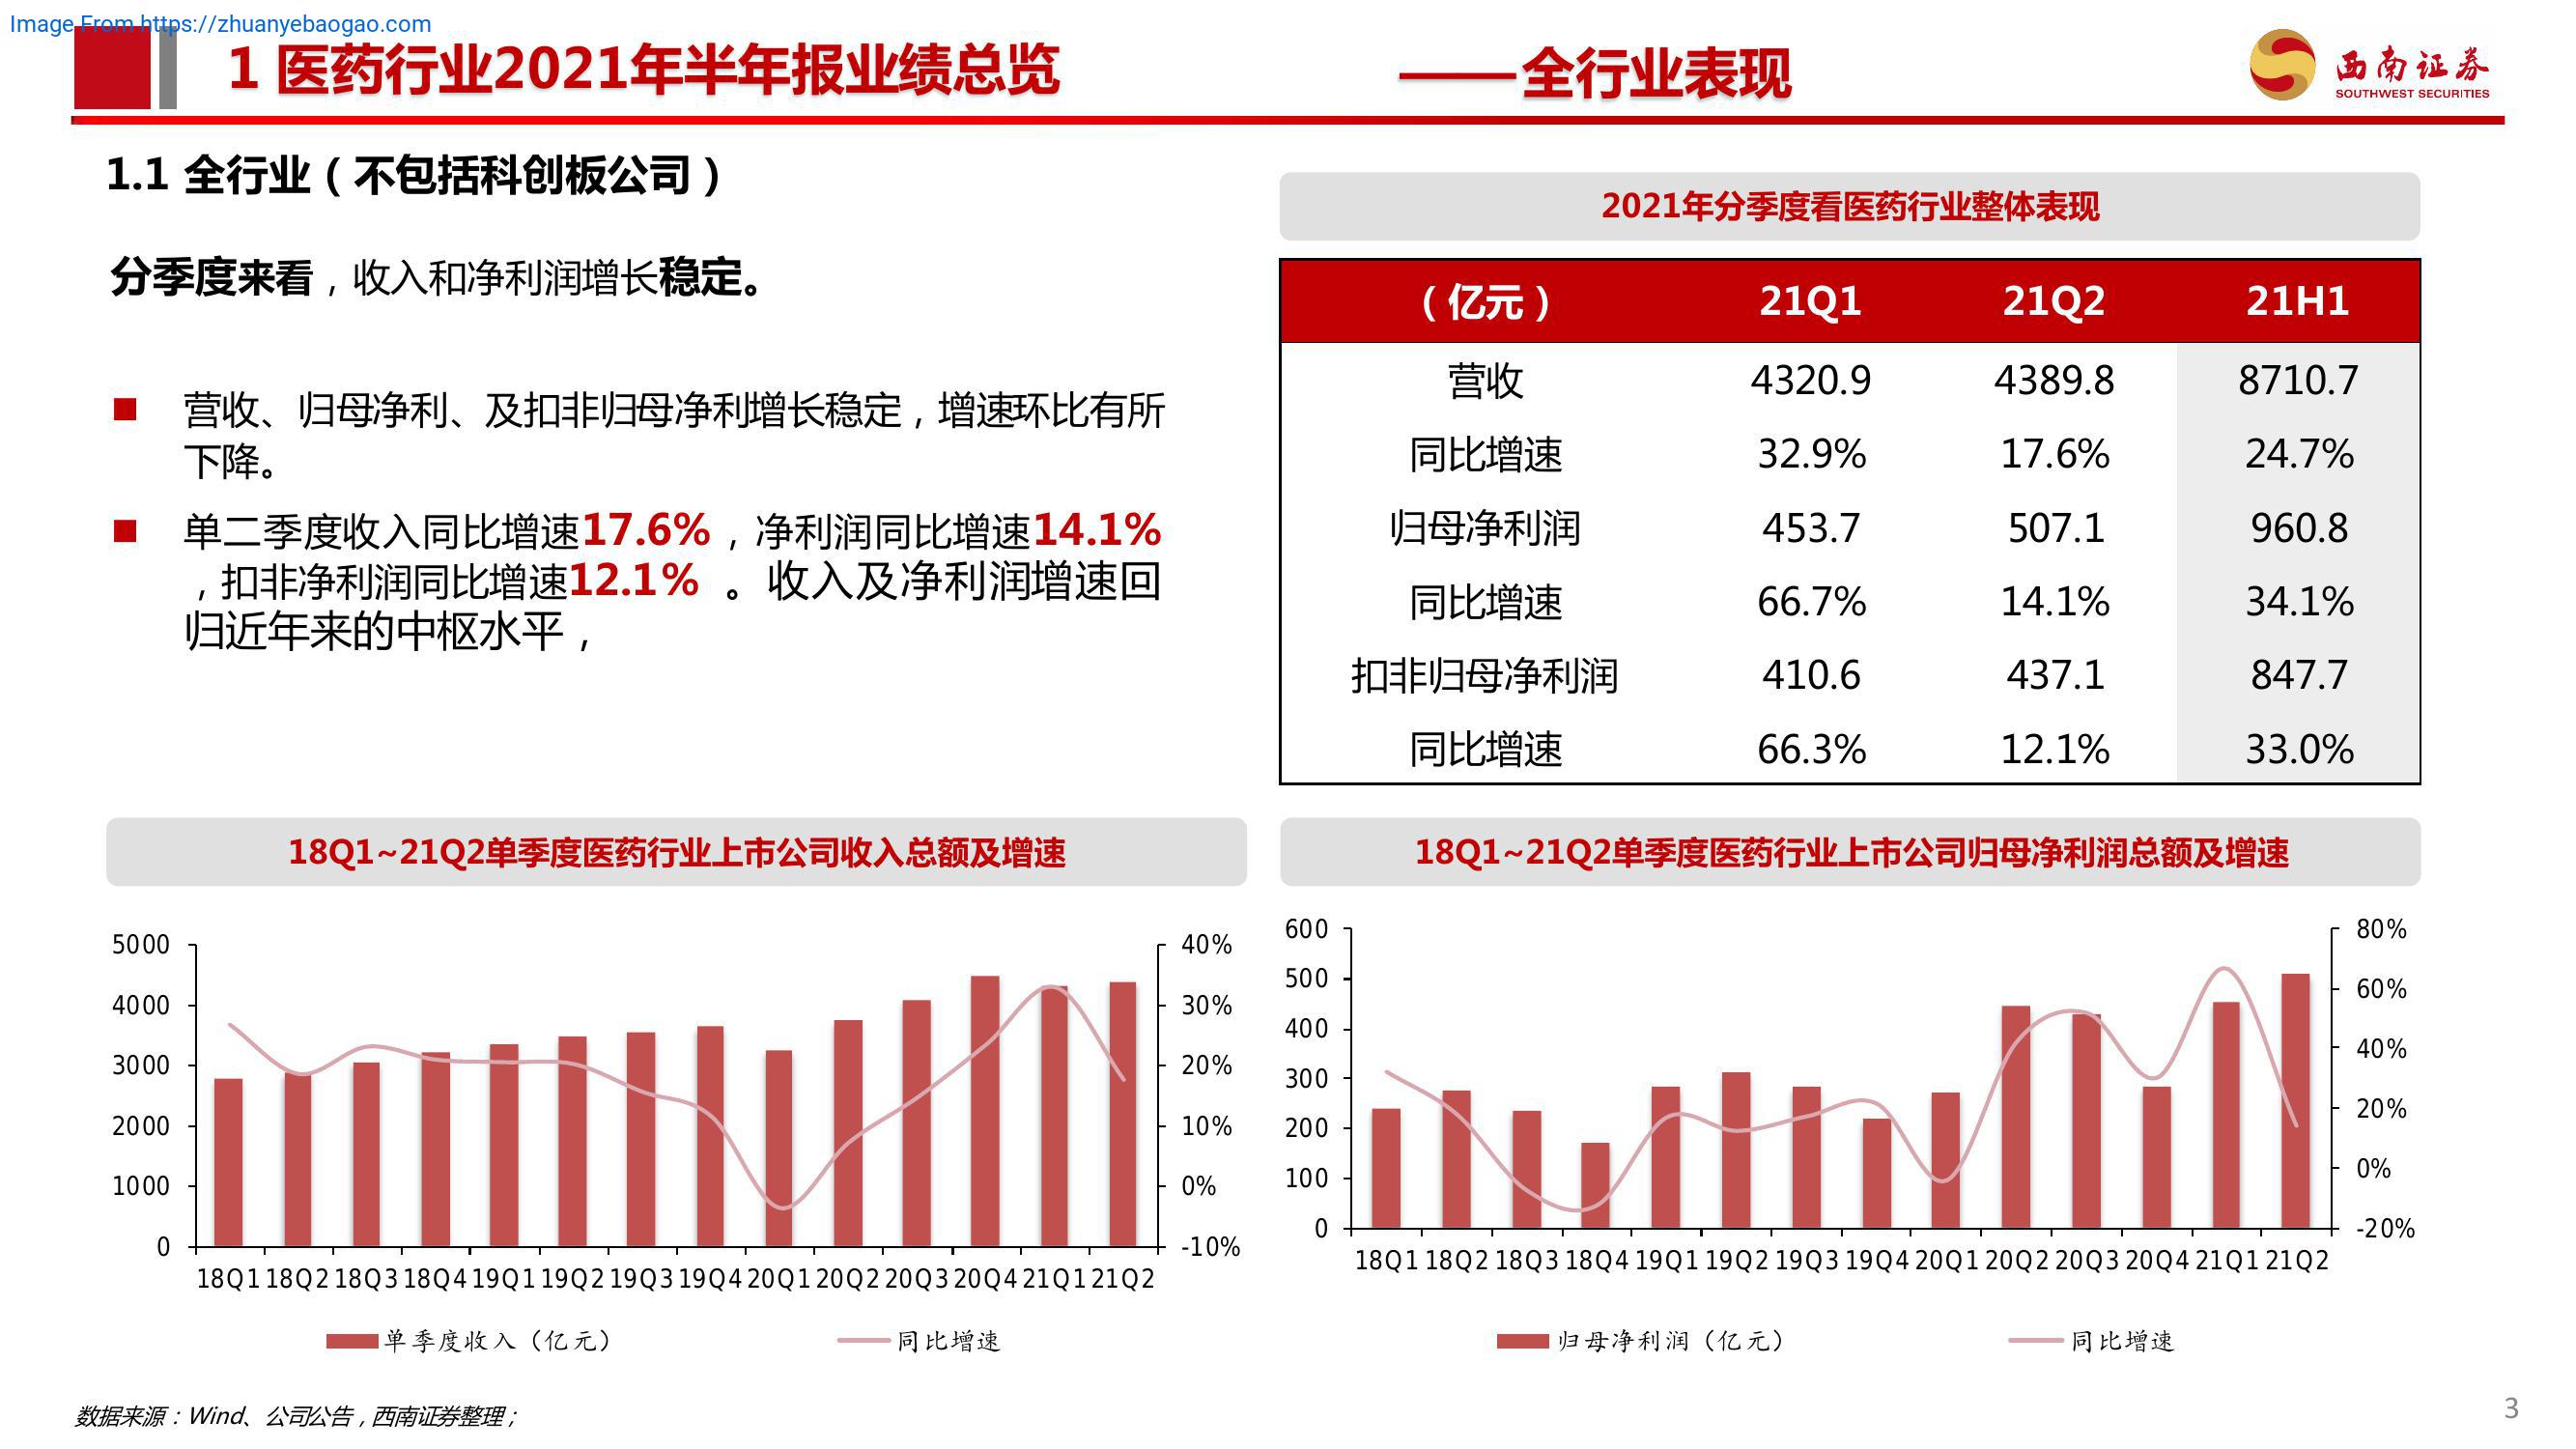 Image From https://zhuanyebaogao.com
1 医药行业2021年半年报业绩总览
——全行业表现
西南证券
SOUTHWEST SECURITIES
1.1 全行业（不包括科创板公司）
分季度来看，收入和净利润增长稳定。
营收、归母净利、及扣非归母净利增长稳定，增速环比有所
下降。
单二季度收入同比增速17.6%，净利润同比增速14.1%
，扣非净利润同比增速12.1% 。收入及净利润增速回
归近年来的中枢水平，
2021年分季度看医药行业整体表现
（亿元） 21Q1 21Q2 21H1
营收 4320.9 4389.8 8710.7
同比增速 32.9% 17.6% 24.7%
归母净利润 453.7 507.1 960.8
同比增速 66.7% 14.1% 34.1%
扣非归母净利润 410.6 437.1 847.7
同比增速 66.3% 12.1% 33.0%
18Q1~21Q2单季度医药行业上市公司收入总额及增速
5000 40%
4000 30%
3000 20%
2000 10%
1000 0%
0 -10%
18Q1 18Q2 18Q3 18Q4 19Q1 19Q2 19Q3 19Q4 20Q1 20Q2 20Q3 20Q4 21Q1 21Q2
单季度收入（亿元） 同比增速
18Q1~21Q2单季度医药行业上市公司归母净利润总额及增速
600 80%
500 60%
400 40%
300 20%
200 0%
100 -20%
0
18Q1 18Q2 18Q3 18Q4 19Q1 19Q2 19Q3 19Q4 20Q1 20Q2 20Q3 20Q4 21Q1 21Q2
归母净利润（亿元） 同比增速
数据来源：Wind、公司公告，西南证券整理；
3